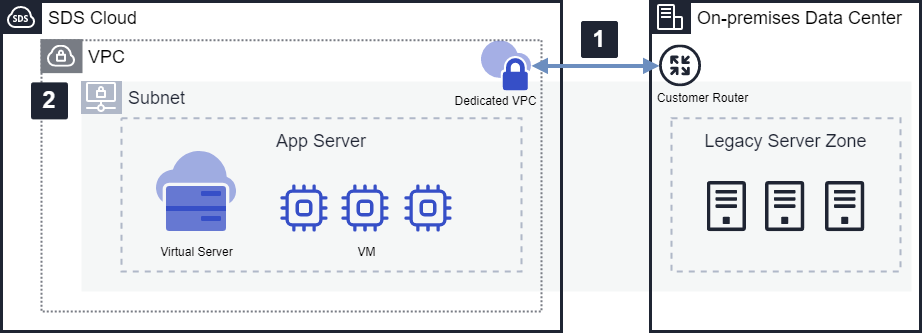 SDS
SDS Cloud
On-premises Data Center
1
VPC
Dedicated VPC
Customer Router
2
Subnet
App Server
Legacy Server Zone
Virtual Server
VM